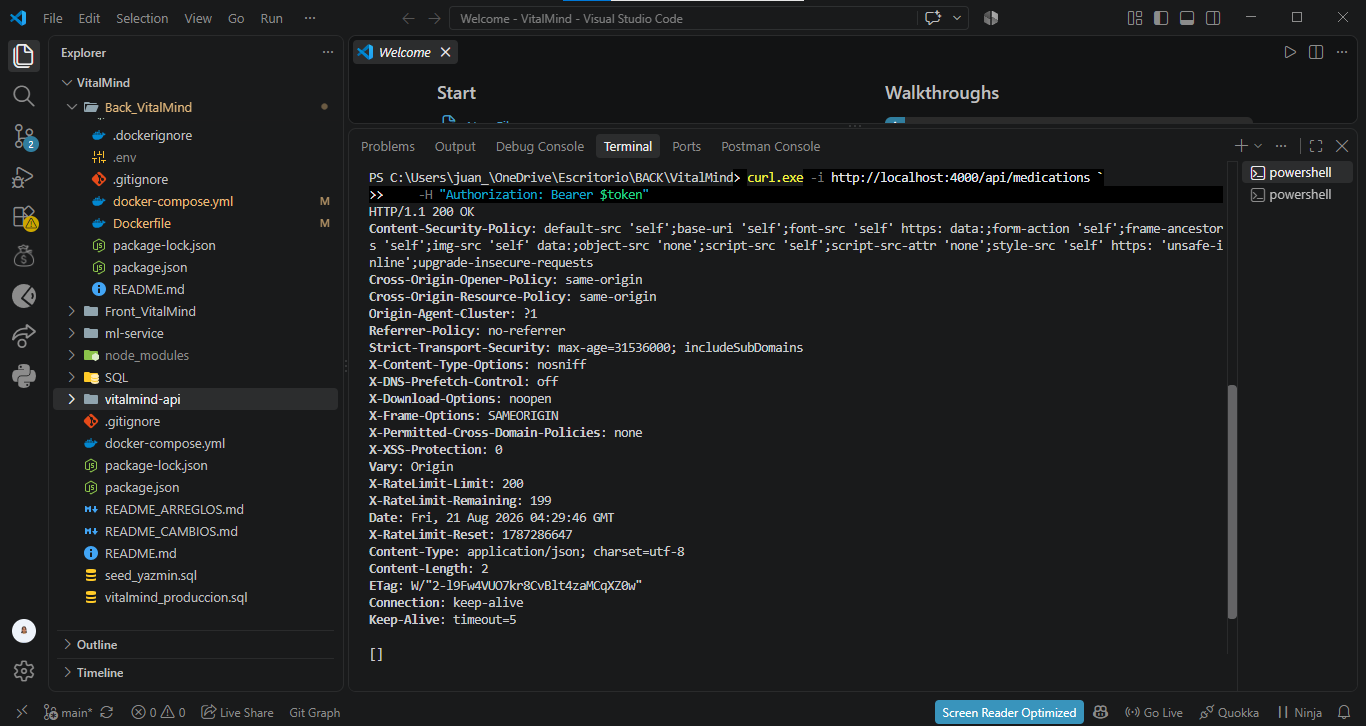 File Edit Selection View Go Run ···
Welcome - VitalMind - Visual Studio Code
Explorer
VitalMind
Back_VitalMind
.dockerignore
.env
.gitignore
docker-compose.yml M
Dockerfile M
package-lock.json
package.json
README.md
Front_VitalMind
ml-service
node_modules
SQL
vitalmind-api
.gitignore
docker-compose.yml
package-lock.json
package.json
README_ARREGLOS.md
README_CAMBIOS.md
README.md
seed_yazmin.sql
vitalmind_produccion.sql
Outline
Timeline
2
Welcome
Start
Walkthroughs
Problems Output Debug Console Terminal Ports Postman Console
PS C:\Users\juan_\OneDrive\Escritorio\BACK\VitalMind> curl.exe -i http://localhost:4000/api/medications `
>> -H "Authorization: Bearer $token"
HTTP/1.1 200 OK
Content-Security-Policy: default-src 'self';base-uri 'self';font-src 'self' https: data:;form-action 'self';frame-ancestor
s 'self';img-src 'self' data:;object-src 'none';script-src 'self';script-src-attr 'none';style-src 'self' https: 'unsafe-i
nline';upgrade-insecure-requests
Cross-Origin-Opener-Policy: same-origin
Cross-Origin-Resource-Policy: same-origin
Origin-Agent-Cluster: ?1
Referrer-Policy: no-referrer
Strict-Transport-Security: max-age=31536000; includeSubDomains
X-Content-Type-Options: nosniff
X-DNS-Prefetch-Control: off
X-Download-Options: noopen
X-Frame-Options: SAMEORIGIN
X-Permitted-Cross-Domain-Policies: none
X-XSS-Protection: 0
Vary: Origin
X-RateLimit-Limit: 200
X-RateLimit-Remaining: 199
Date: Fri, 21 Aug 2026 04:29:46 GMT
X-RateLimit-Reset: 1787286647
Content-Type: application/json; charset=utf-8
Content-Length: 2
ETag: W/"2-l9Fw4VUO7kr8CvBlt4zaMCqXZ0w"
Connection: keep-alive
Keep-Alive: timeout=5
[]
powershell
powershell
main* 0 0 Live Share Git Graph
Screen Reader Optimized Go Live Quokka Ninja